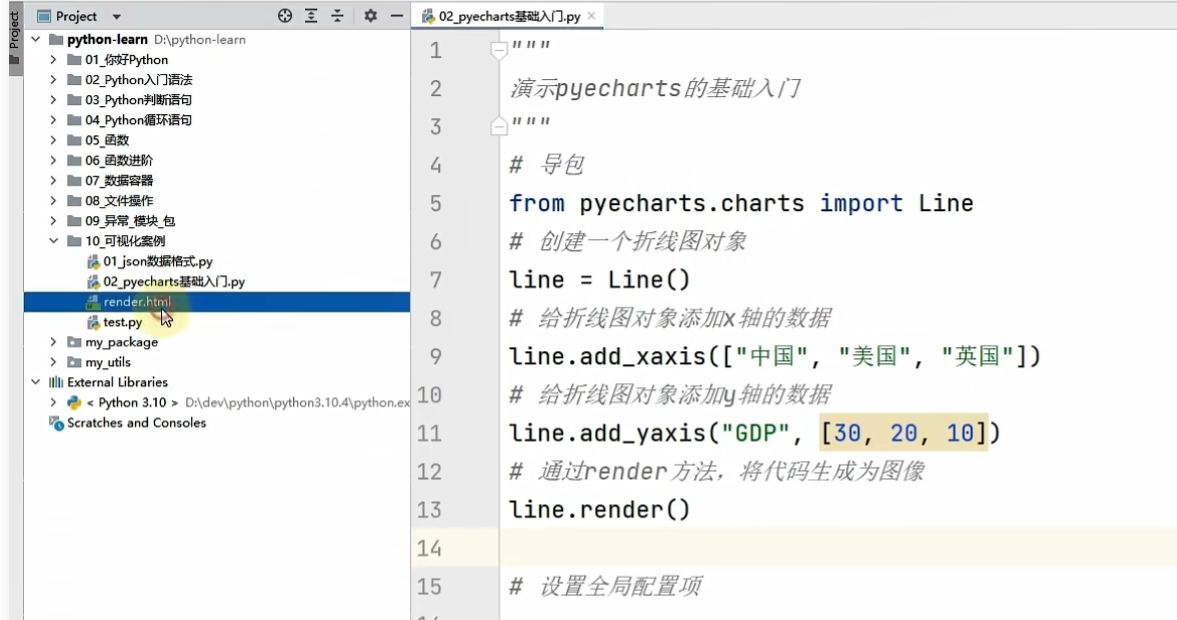 Project
Project
python-learn D:\python-learn
01_你好Python
02_Python入门语法
03_Python判断语句
04_Python循环语句
05_函数
06_函数进阶
07_数据容器
08_文件操作
09_异常_模块_包
10_可视化案例
01_json数据格式.py
02_pyecharts基础入门.py
render.html
test.py
my_package
my_utils
External Libraries
< Python 3.10 > D:\dev\python\python3.10.4\python.ex
Scratches and Consoles
02_pyecharts基础入门.py
1 """
2 演示pyecharts的基础入门
3 """
4 # 导包
5 from pyecharts.charts import Line
6 # 创建一个折线图对象
7 line = Line()
8 # 给折线图对象添加x轴的数据
9 line.add_xaxis(["中国", "美国", "英国"])
10 # 给折线图对象添加y轴的数据
11 line.add_yaxis("GDP", [30, 20, 10])
12 # 通过render方法，将代码生成为图像
13 line.render()
14
15 # 设置全局配置项